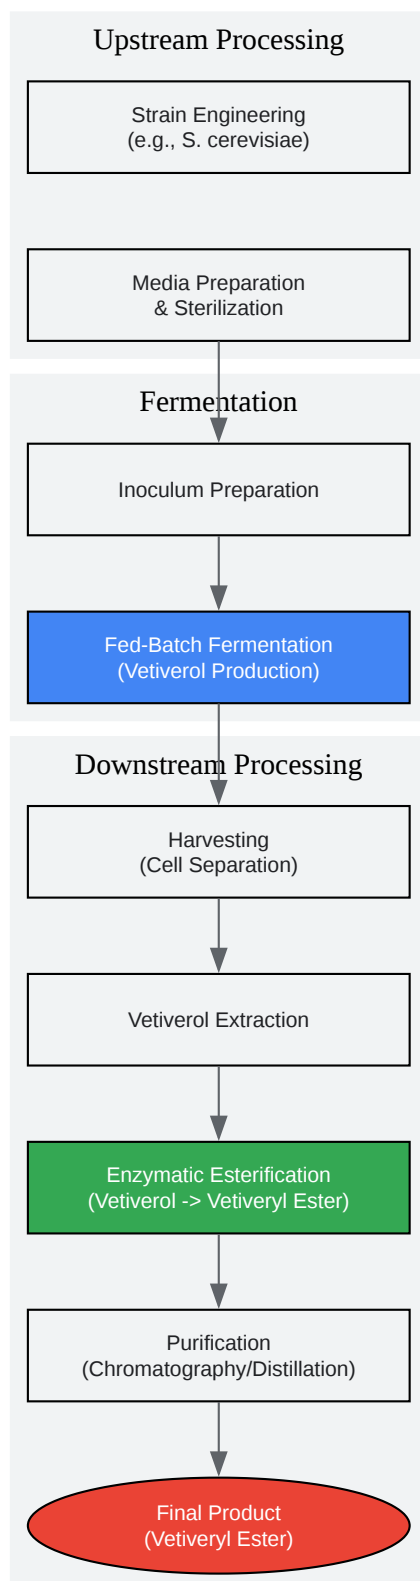 Upstream Processing
Strain Engineering
(e.g., S. cerevisiae)
Media Preparation
& Sterilization
Fermentation
Inoculum Preparation
Fed-Batch Fermentation
(Vetiverol Production)
Downstream Processing
Harvesting
(Cell Separation)
Vetiverol Extraction
Enzymatic Esterification
(Vetiverol -> Vetiveryl Ester)
Purification
(Chromatography/Distillation)
Final Product
(Vetiveryl Ester)